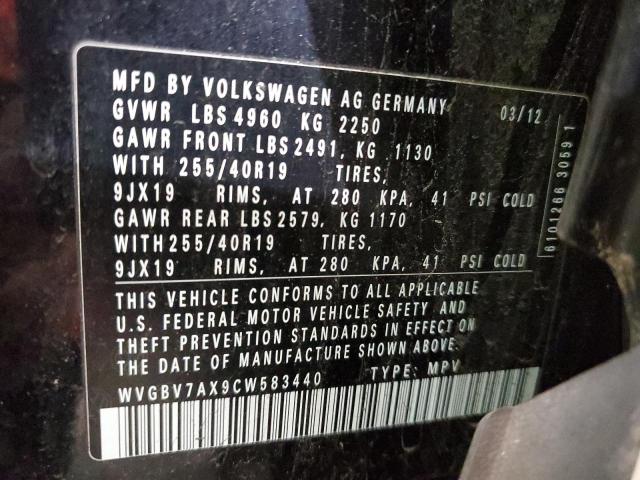 MFD BY VOLKSWAGEN AG GERMANY 03/12
GVWR LBS 4960 KG 2250
GAWR FRONT LBS 2491, KG 1130
WITH 255/40R19 TIRES,
9JX19 RIMS, AT 280 KPA, 41 PSI COLD
GAWR REAR LBS 2579, KG 1170
WITH 255/40R19 TIRES,
9JX19 RIMS, AT 280 KPA, 41 PSI COLD
THIS VEHICLE CONFORMS TO ALL APPLICABLE
U.S. FEDERAL MOTOR VEHICLE SAFETY AND
THEFT PREVENTION STANDARDS IN EFFECT ON
THE DATE OF MANUFACTURE SHOWN ABOVE.
WVGBV7AX9CW583440 TYPE: MPV
6101266 3059 1